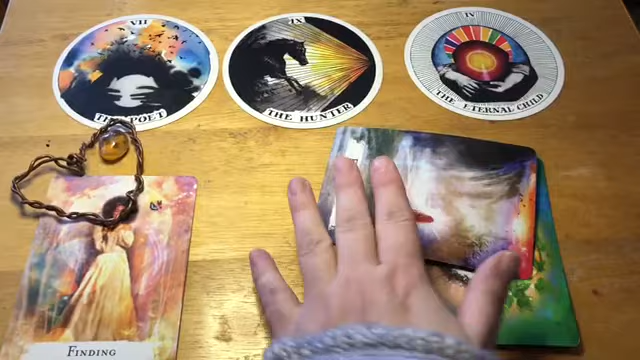 VII
THE POET
IX
THE HUNTER
IV
THE ETERNAL CHILD
FINDING